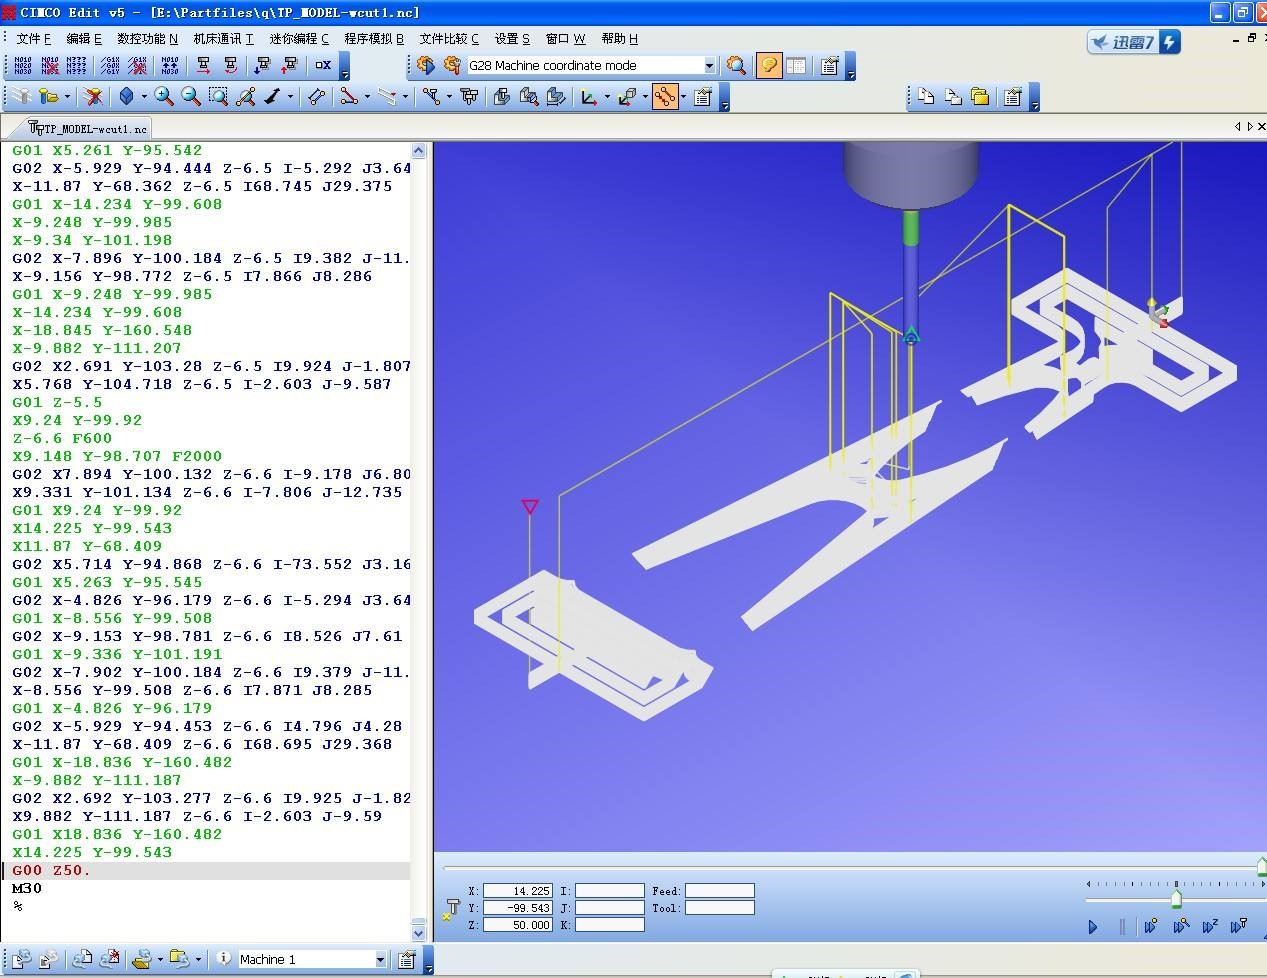 CIMCO Edit v5 - [E:\Partfiles\q\TP_MODEL-wcut1.nc]
文件 F 编辑 E 数控功能 N 机床通讯 T 迷你编程 C 程序模拟 B 文件比较 C 设置 S 窗口 W 帮助 H
迅雷7
G28 Machine coordinate mode
TP_MODEL-wcut1.nc
G01 X5.261 Y-95.542
G02 X-5.929 Y-94.444 Z-6.5 I-5.292 J3.64
X-11.87 Y-68.362 Z-6.5 I68.745 J29.375
G01 X-14.234 Y-99.608
X-9.248 Y-99.985
X-9.34 Y-101.198
G02 X-7.896 Y-100.184 Z-6.5 I9.382 J-11.
X-9.156 Y-98.772 Z-6.5 I7.866 J8.286
G01 X-9.248 Y-99.985
X-14.234 Y-99.608
X-18.845 Y-160.548
X-9.882 Y-111.207
G02 X2.691 Y-103.28 Z-6.5 I9.924 J-1.807
X5.768 Y-104.718 Z-6.5 I-2.603 J-9.587
G01 Z-5.5
X9.24 Y-99.92
Z-6.6 F600
X9.148 Y-98.707 F2000
G02 X7.894 Y-100.132 Z-6.6 I-9.178 J6.80
X9.331 Y-101.134 Z-6.6 I-7.806 J-12.735
G01 X9.24 Y-99.92
X14.225 Y-99.543
X11.87 Y-68.409
G02 X5.714 Y-94.868 Z-6.6 I-73.552 J3.16
G01 X5.263 Y-95.545
G02 X-4.826 Y-96.179 Z-6.6 I-5.294 J3.64
G01 X-8.556 Y-99.508
G02 X-9.153 Y-98.781 Z-6.6 I8.526 J7.61
G01 X-9.336 Y-101.191
G02 X-7.902 Y-100.184 Z-6.6 I9.379 J-11.
X-8.556 Y-99.508 Z-6.6 I7.871 J8.285
G01 X-4.826 Y-96.179
G02 X-5.929 Y-94.453 Z-6.6 I4.796 J4.28
X-11.87 Y-68.409 Z-6.6 I68.695 J29.368
G01 X-18.836 Y-160.482
X-9.882 Y-111.187
G02 X2.692 Y-103.277 Z-6.6 I9.925 J-1.82
X9.882 Y-111.187 Z-6.6 I-2.603 J-9.59
G01 X18.836 Y-160.482
X14.225 Y-99.543
G00 Z50.
M30
%
X: 14.225 I: Feed:
Y: -99.543 J: Tool:
Z: 50.000 K:
Machine 1